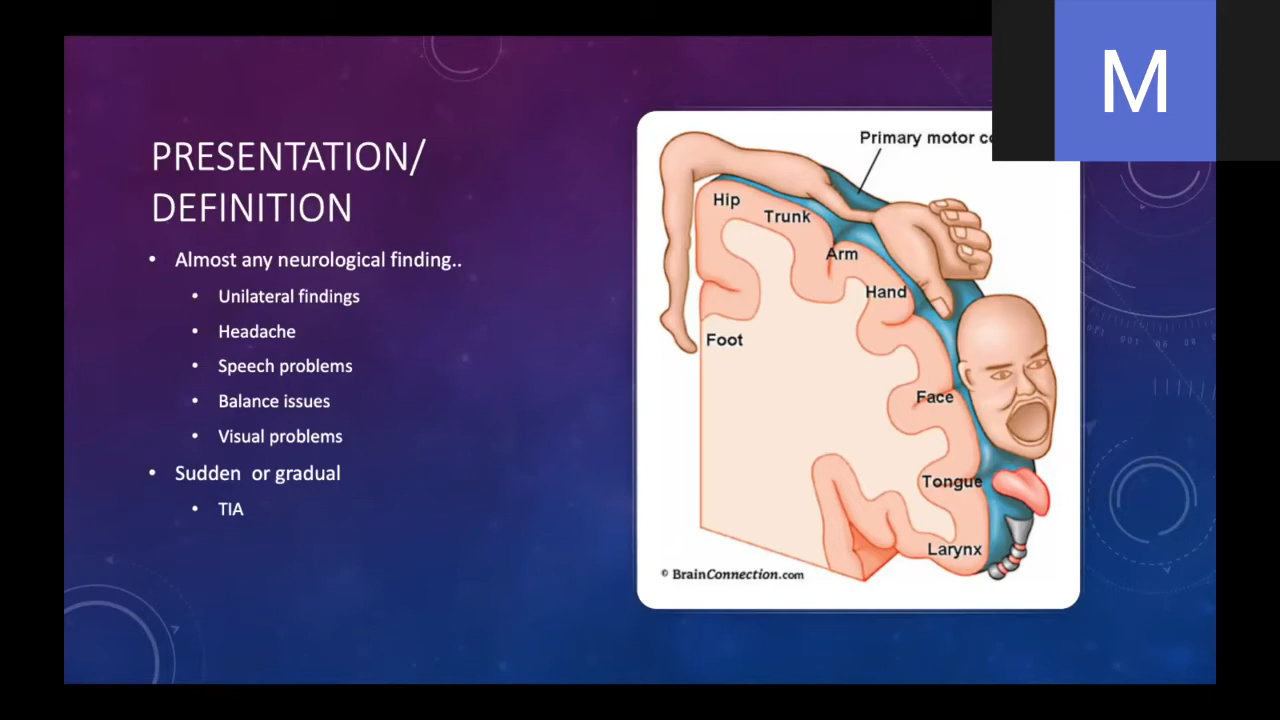 PRESENTATION/
DEFINITION
• Almost any neurological finding..
• Unilateral findings
• Headache
• Speech problems
• Balance issues
• Visual problems
• Sudden or gradual
• TIA
Primary motor
Hip
Trunk
Arm
Hand
Foot
Face
Tongue
Larynx
© BrainConnection.com
M